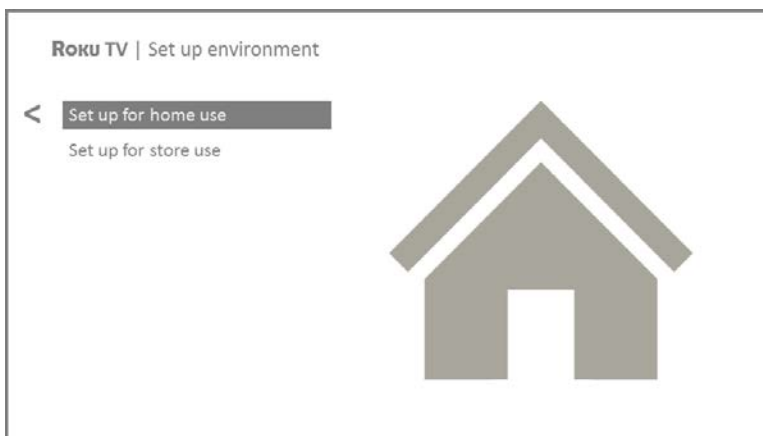 Roku TV | Set up environment
< Set up for home use
Set up for store use